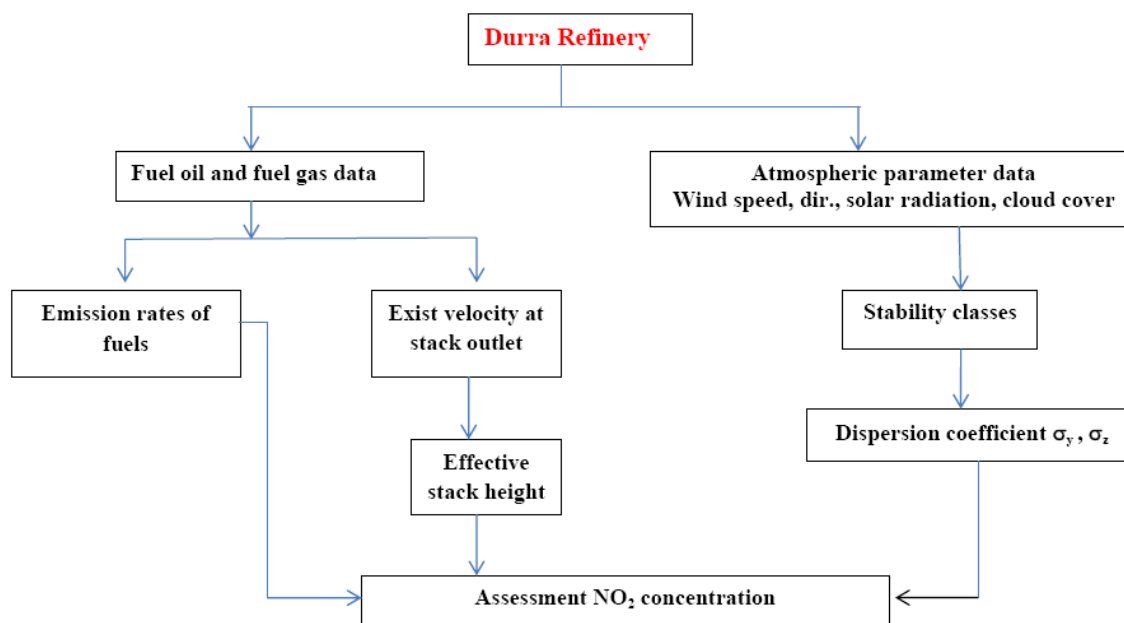 Durra Refinery
Fuel oil and fuel gas data
Atmospheric parameter data
Wind speed, dir., solar radiation, cloud cover
Emission rates of
fuels
Exist velocity at
stack outlet
Stability classes
Effective
stack height
Dispersion coefficient σy , σz
Assessment NO₂ concentration